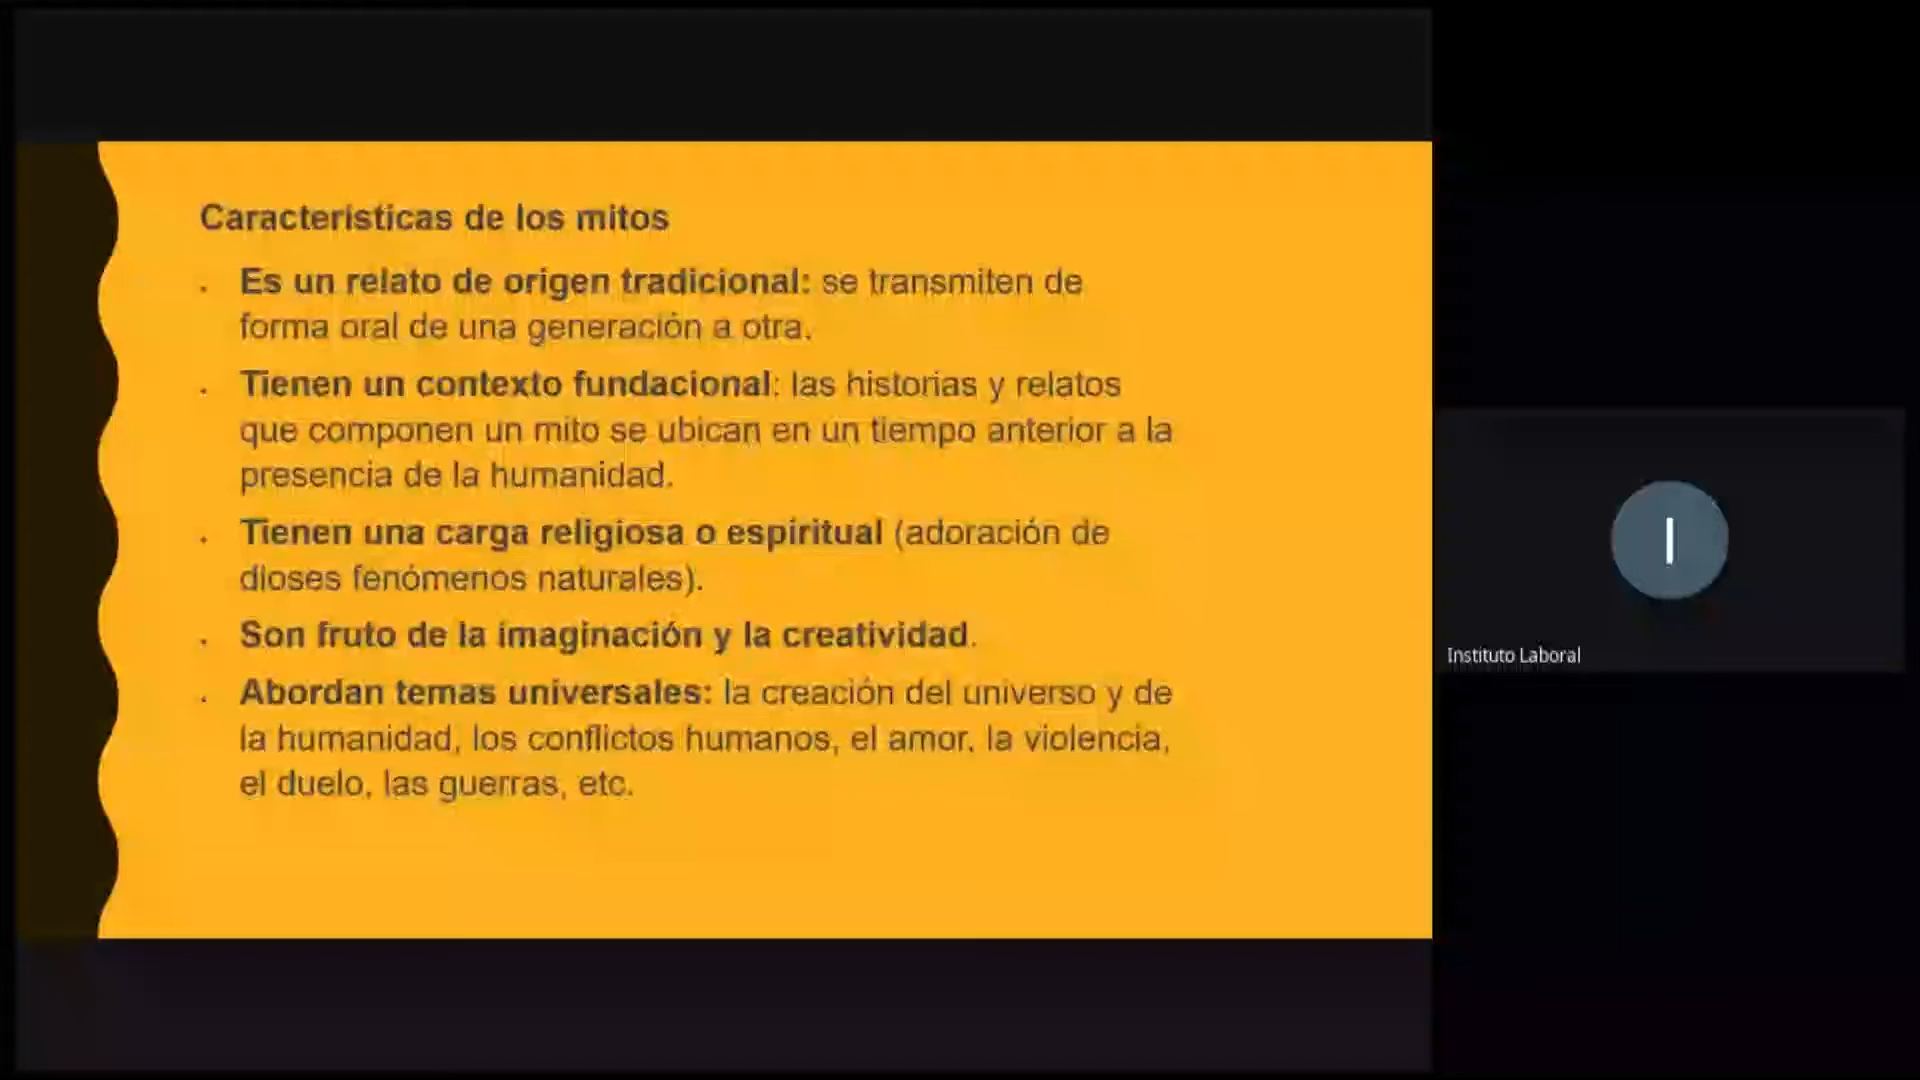 Características de los mitos
. Es un relato de origen tradicional: se transmiten de
forma oral de una generación a otra.
. Tienen un contexto fundacional: las historias y relatos
que componen un mito se ubican en un tiempo anterior a la
presencia de la humanidad.
. Tienen una carga religiosa o espiritual (adoración de
dioses fenómenos naturales).
. Son fruto de la imaginación y la creatividad.
. Abordan temas universales: la creación del universo y de
la humanidad, los conflictos humanos, el amor, la violencia,
el duelo, las guerras, etc.
I
Instituto Laboral